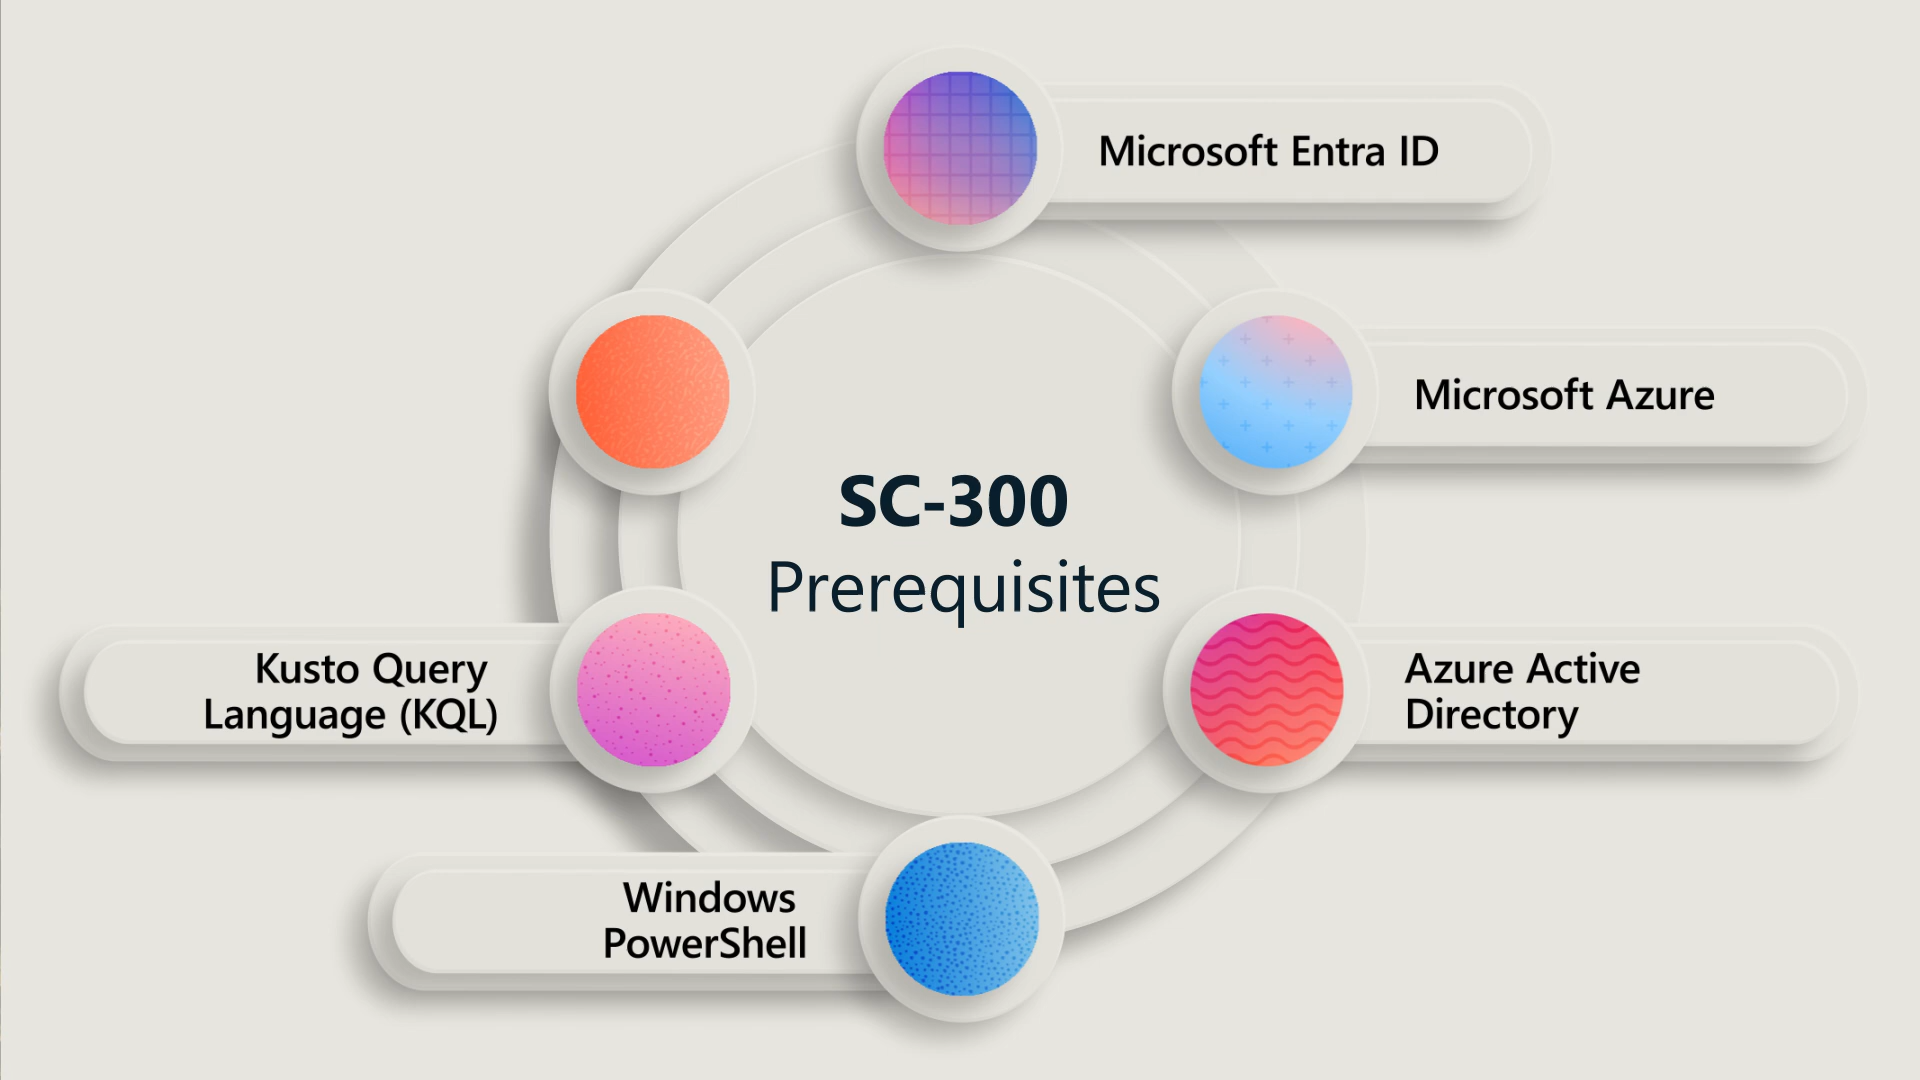 Microsoft Entra ID
Microsoft Azure
SC-300
Prerequisites
Kusto Query
Language (KQL)
Azure Active
Directory
Windows
PowerShell